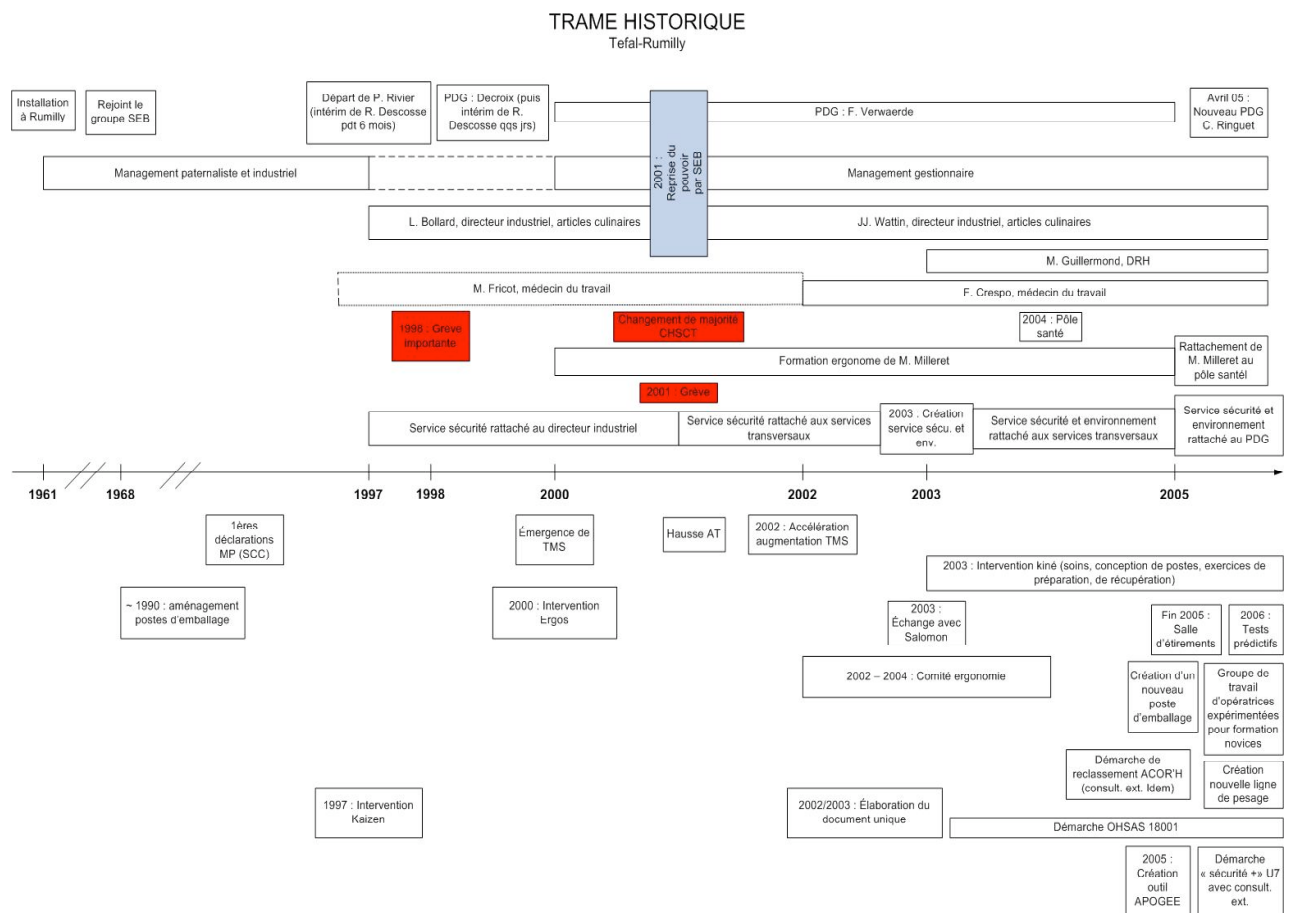 TRAME HISTORIQUE
Tefal-Rumilly
Installation
à Rumilly
Rejoint le
groupe SEB
Départ de P. Rivier
(intérim de R. Descosse
pdt 6 mois)
PDG : Decroix (puis
intérim de R.
Descosse qqs jrs)
PDG : F. Verwaerde
Avril 05 :
Nouveau PDG
C. Ringuet
2001 :
Reprise du
pouvoir
par SEB
Management paternaliste et industriel
Management gestionnaire
L. Bollard, directeur industriel, articles culinaires
JJ. Wattin, directeur industriel, articles culinaires
M. Guillermond, DRH
M. Fricot, médecin du travail
F. Crespo, médecin du travail
1998 : Grève
importante
Changement de majorité
CHSCT
2004 : Pôle
santé
Formation ergonome de M. Milleret
Rattachement de
M. Milleret au
pôle santél
2001 : Grève
Service sécurité rattaché au directeur industriel
Service sécurité rattaché aux services
transversaux
2003 : Création
service sécu. et
env.
Service sécurité et environnement
rattaché aux services transversaux
Service sécurité et
environnement
rattaché au PDG
1961
1968
1997
1998
2000
2002
2003
2005
1ères
déclarations
MP (SCC)
Émergence de
TMS
Hausse AT
2002 : Accélération
augmentation TMS
2003 : Intervention kiné (soins, conception de postes, exercices de
préparation, de récupération)
~ 1990 : aménagement
postes d'emballage
2000 : Intervention
Ergos
2003 :
Échange avec
Salomon
Fin 2005 :
Salle
d'étirements
2006 :
Tests
prédictifs
2002 – 2004 : Comité ergonomie
Création d'un
nouveau
poste
d'emballage
Groupe de
travail
d'opératrices
expérimentées
pour formation
novices
Démarche de
reclassement ACOR'H
(consult. ext. Idem)
Création
nouvelle ligne
de pesage
1997 : Intervention
Kaizen
2002/2003 : Élaboration du
document unique
Démarche OHSAS 18001
2005 :
Création
outil
APOGEE
Démarche
« sécurité +» U7
avec consult.
ext.